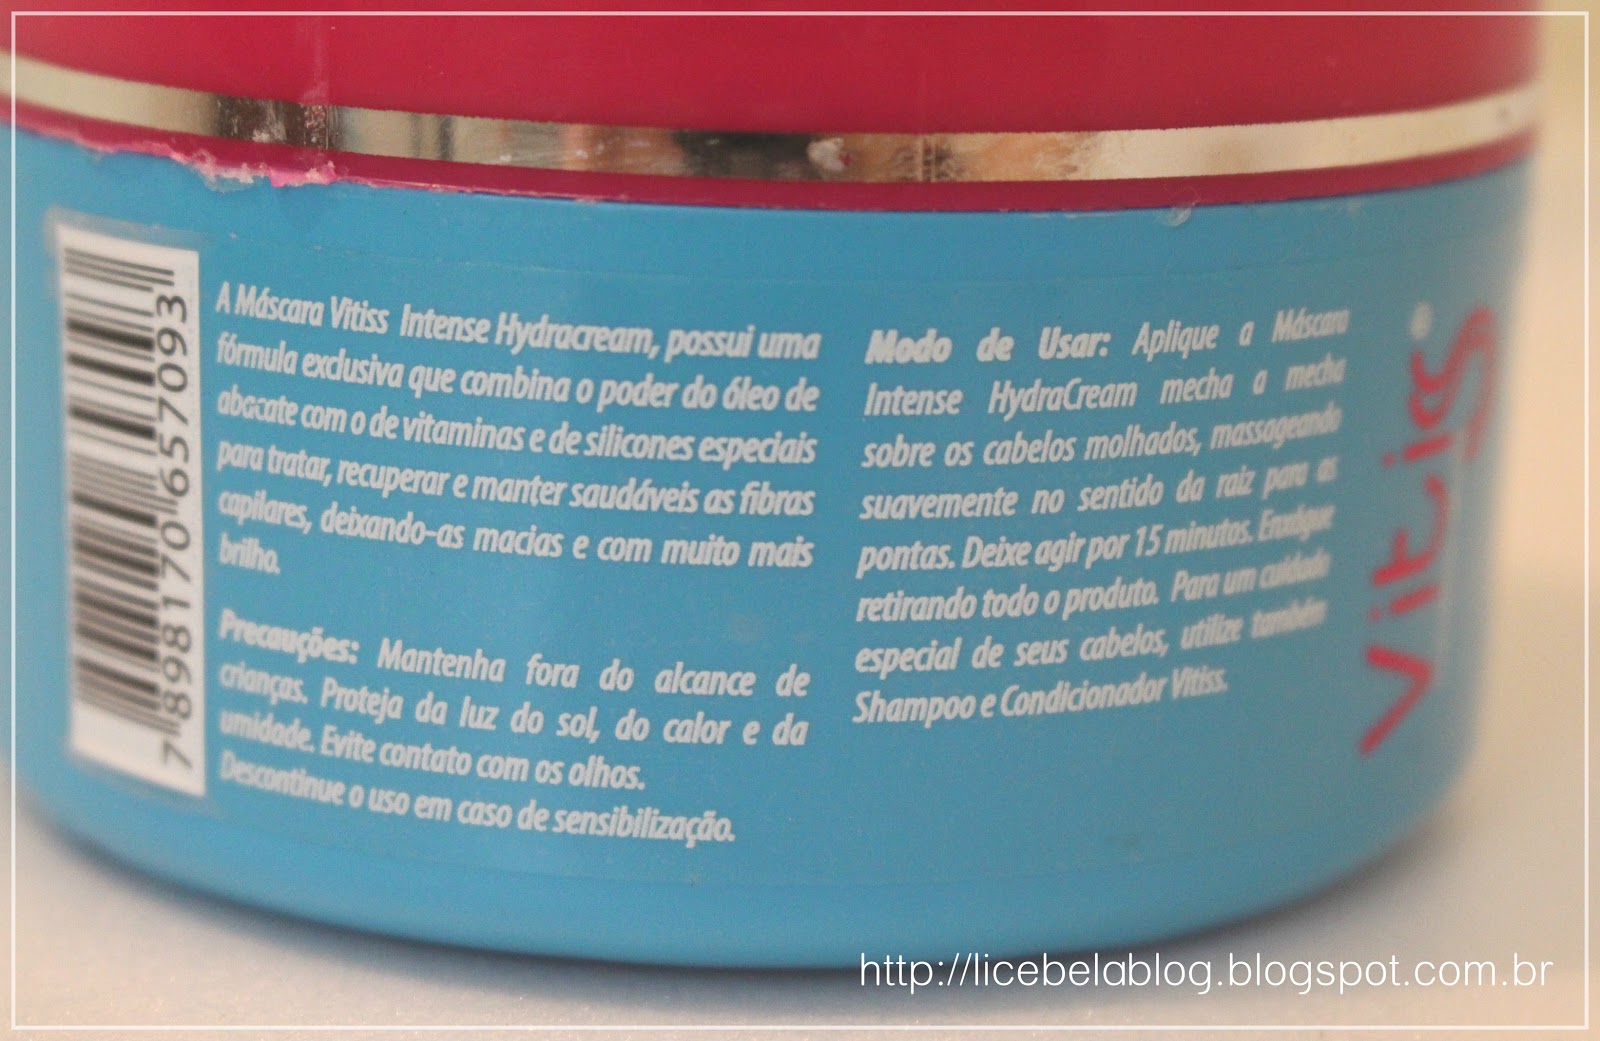 7898170657093
A Máscara Vitiss Intense Hydracream, possui uma
fórmula exclusiva que combina o poder do óleo de
abacate com o de vitaminas e de silicones especiais
para tratar, recuperar e manter saudáveis as fibras
capilares, deixando-as macias e com muito mais
brilho.
Precauções: Mantenha fora do alcance de
crianças. Proteja da luz do sol, do calor e da
umidade. Evite contato com os olhos.
Descontinue o uso em caso de sensibilização.
Modo de Usar: Aplique a Máscara
Intense HydraCream mecha a mecha
sobre os cabelos molhados, massageando
suavemente no sentido da raiz para as
pontas. Deixe agir por 15 minutos. Enxágue
retirando todo o produto. Para um cuidado
especial de seus cabelos, utilize também
Shampoo e Condicionador Vitiss.
Vitiss®
http://licebelablog.blogspot.com.br